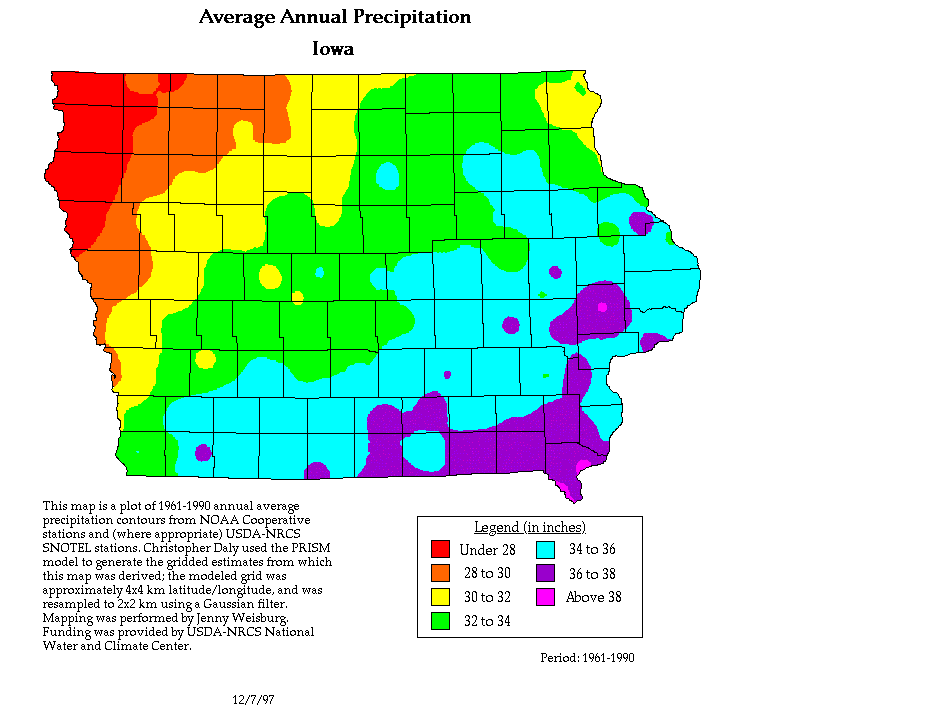 Average Annual Precipitation
Iowa
This map is a plot of 1961-1990 annual average
precipitation contours from NOAA Cooperative
stations and (where appropriate) USDA-NRCS
SNOTEL stations. Christopher Daly used the PRISM
model to generate the gridded estimates from which
this map was derived; the modeled grid was
approximately 4x4 km latitude/longitude, and was
resampled to 2x2 km using a Gaussian filter.
Mapping was performed by Jenny Weisburg.
Funding was provided by USDA-NRCS National
Water and Climate Center.
12/7/97
Legend (in inches)
Under 28
28 to 30
30 to 32
32 to 34
34 to 36
36 to 38
Above 38
Period: 1961-1990